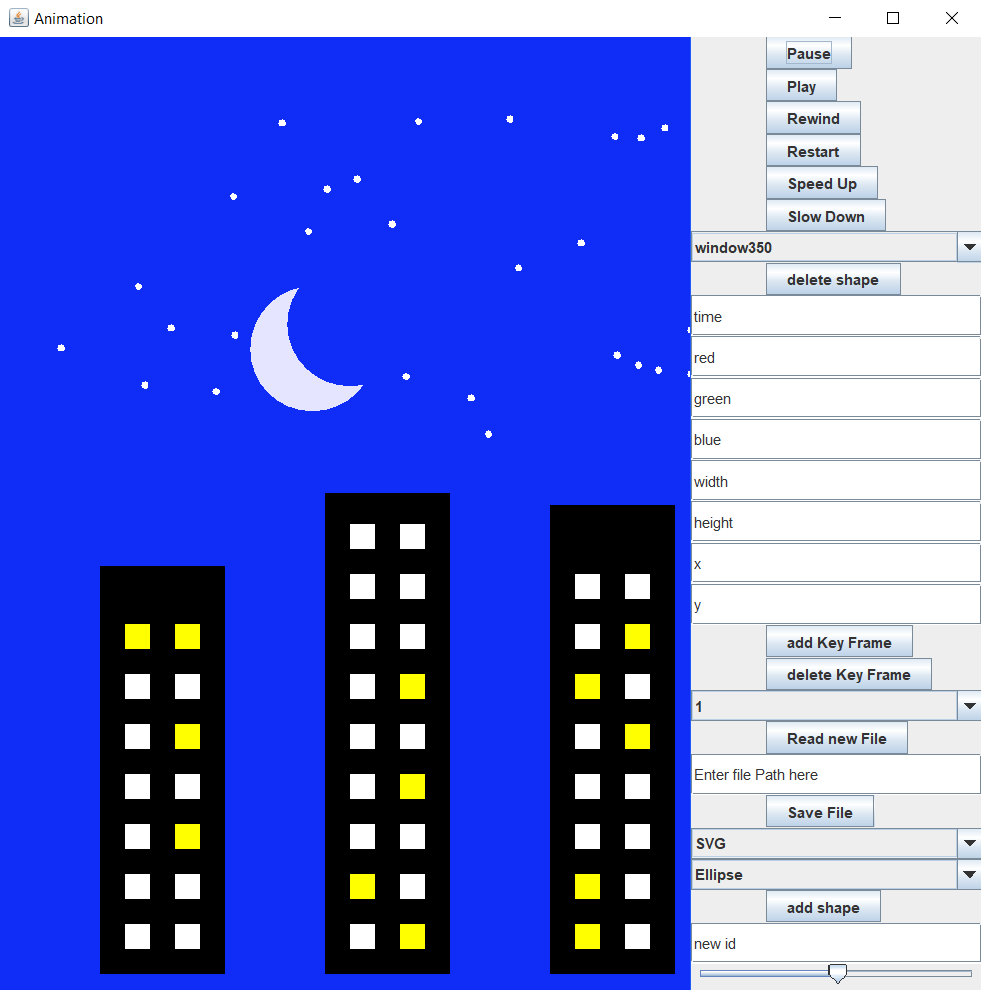 Animation
Pause
Play
Rewind
Restart
Speed Up
Slow Down
window350
delete shape
time
red
green
blue
width
height
x
y
add Key Frame
delete Key Frame
1
Read new File
Enter file Path here
Save File
SVG
Ellipse
add shape
new id